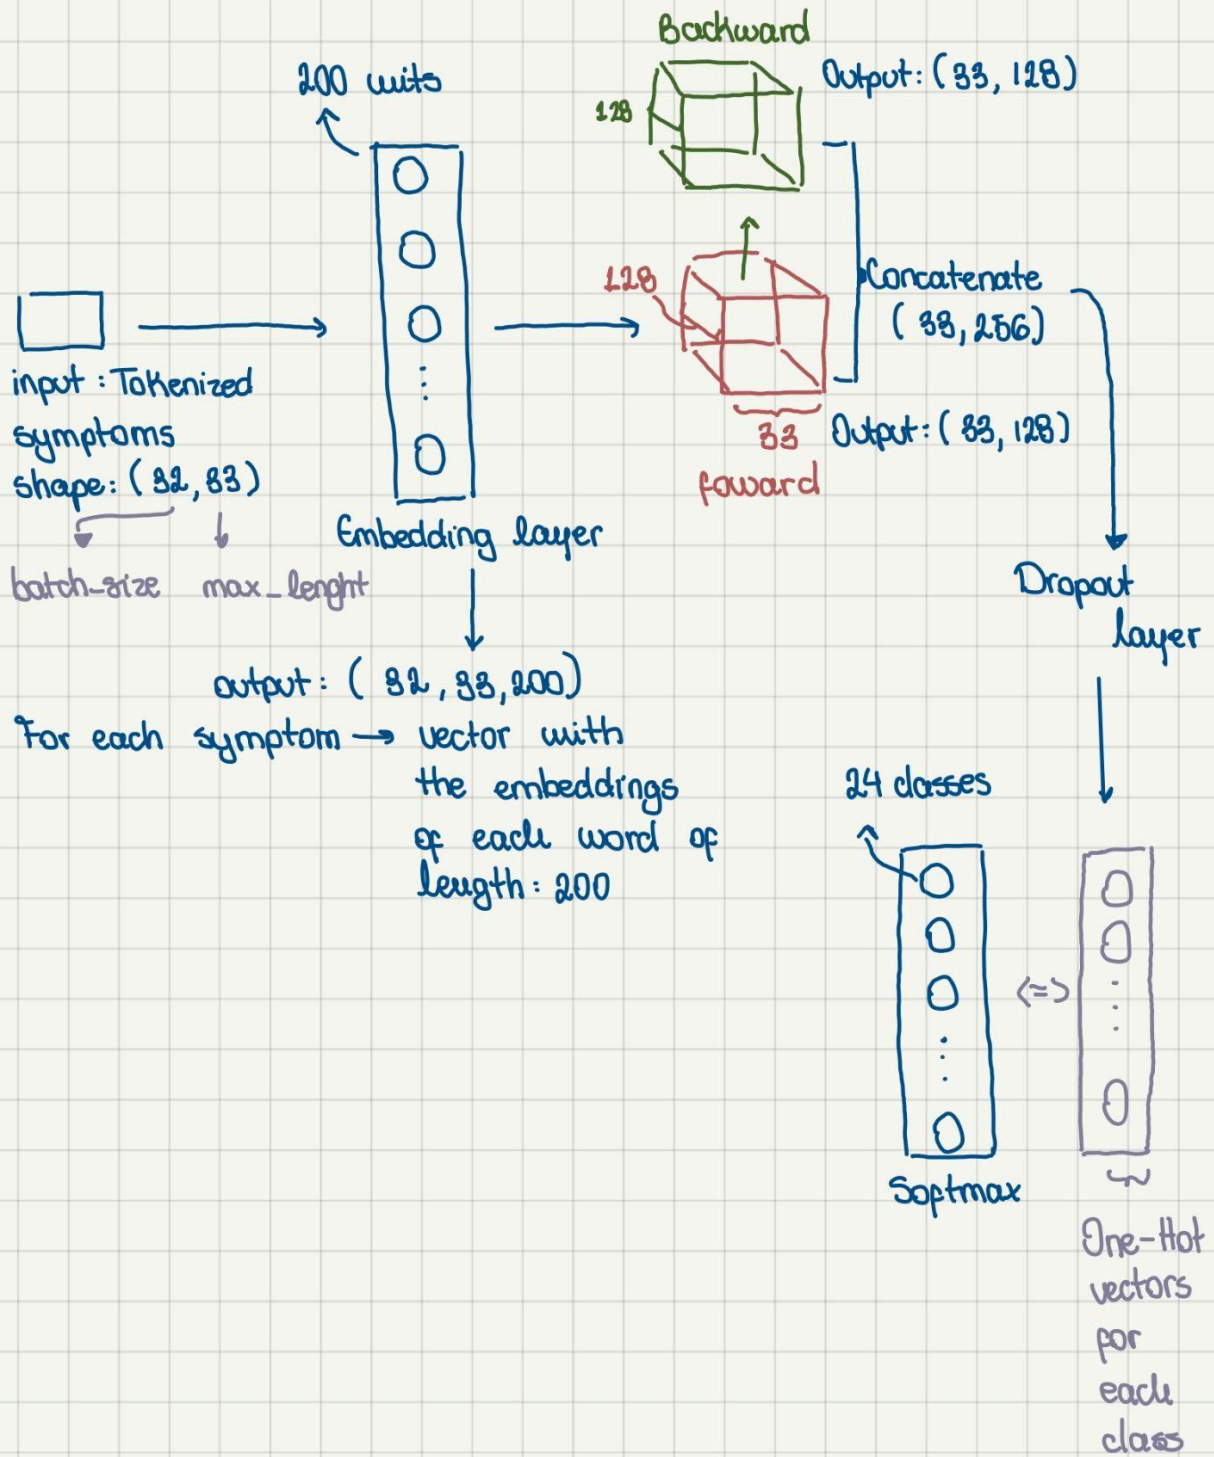 Backward
200 units
Output: (33, 128)
128
128
Concatenate
(33, 256)
input: Tokenized
symptoms
shape: (32, 33)
33
Output: (33, 128)
foward
Embedding layer
batch-size max_lenght
Dropout
layer
output: (32, 33, 200)
For each symptom → vector with
the embeddings
of each word of
length: 200
24 classes
<=>
Softmax
One-Hot
vectors
for
each
class